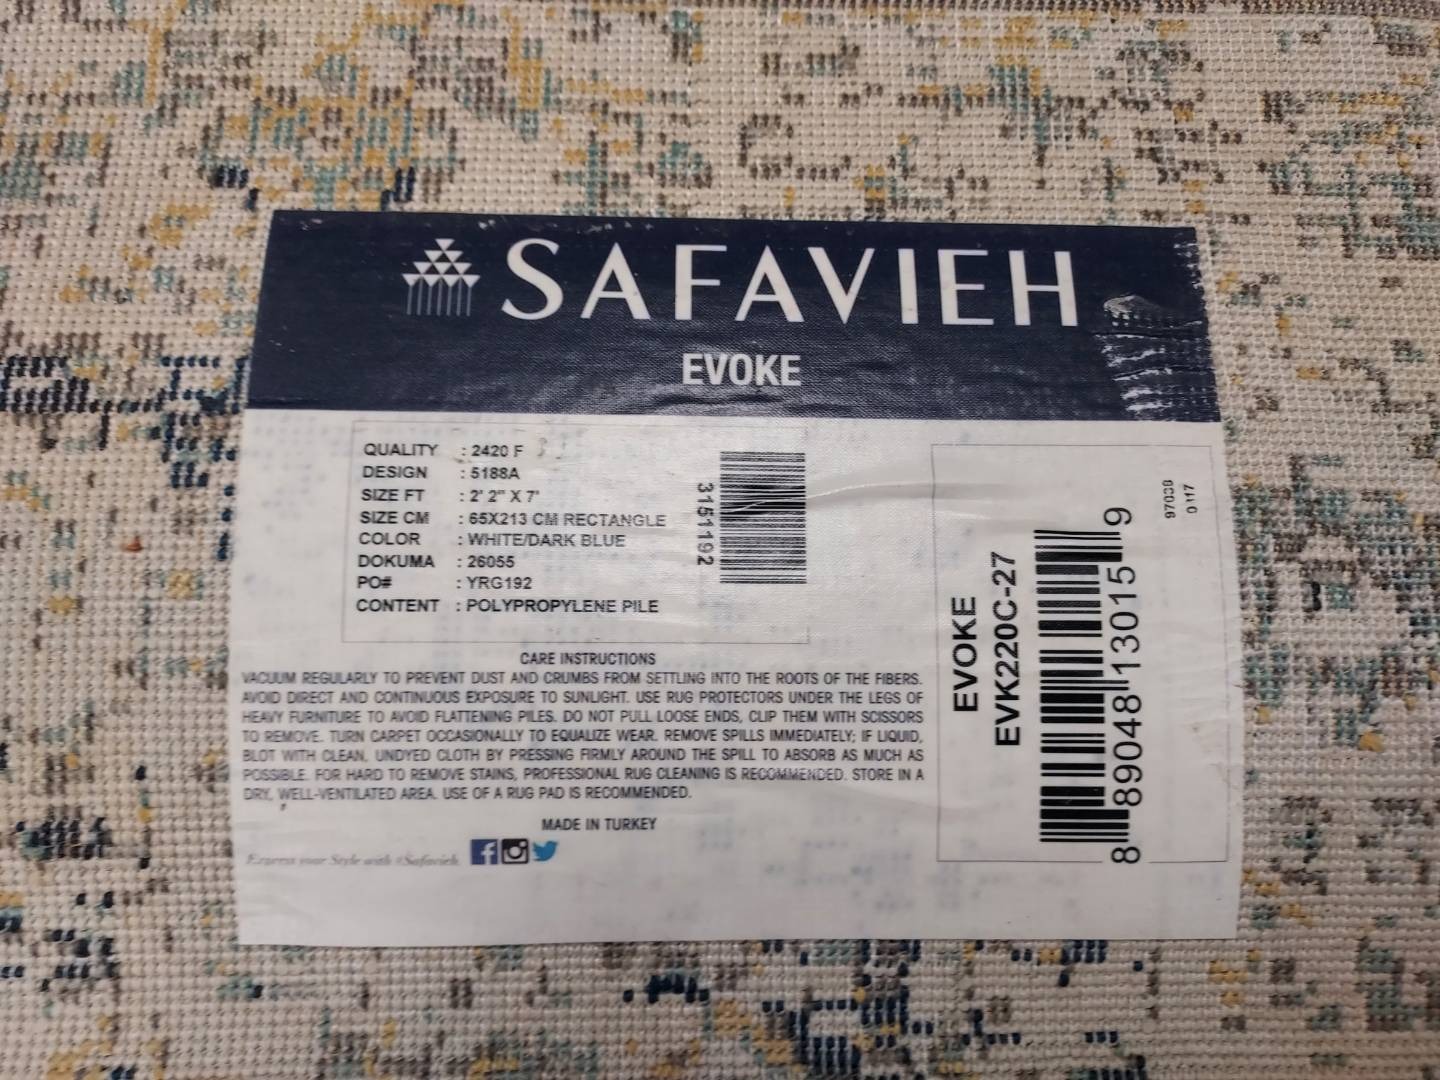 SAFAVIEH
EVOKE
QUALITY : 2420 F
DESIGN : 5188A
SIZE FT : 2' 2" X 7'
SIZE CM : 65X213 CM RECTANGLE
COLOR : WHITE/DARK BLUE
DOKUMA : 26055
PO# : YRG192
CONTENT : POLYPROPYLENE PILE
3151192
CARE INSTRUCTIONS
VACUUM REGULARLY TO PREVENT DUST AND CRUMBS FROM SETTLING INTO THE ROOTS OF THE FIBERS.
AVOID DIRECT AND CONTINUOUS EXPOSURE TO SUNLIGHT. USE RUG PROTECTORS UNDER THE LEGS OF
HEAVY FURNITURE TO AVOID FLATTENING PILES. DO NOT PULL LOOSE ENDS, CLIP THEM WITH SCISSORS
TO REMOVE. TURN CARPET OCCASIONALLY TO EQUALIZE WEAR. REMOVE SPILLS IMMEDIATELY; IF LIQUID,
BLOT WITH CLEAN, UNDYED CLOTH BY PRESSING FIRMLY AROUND THE SPILL TO ABSORB AS MUCH AS
POSSIBLE. FOR HARD TO REMOVE STAINS, PROFESSIONAL RUG CLEANING IS RECOMMENDED. STORE IN A
DRY, WELL-VENTILATED AREA. USE OF A RUG PAD IS RECOMMENDED.
MADE IN TURKEY
Express your Style with #Safavieh
EVOKE
EVK220C-27
8 89048 13015 9
97038
0117